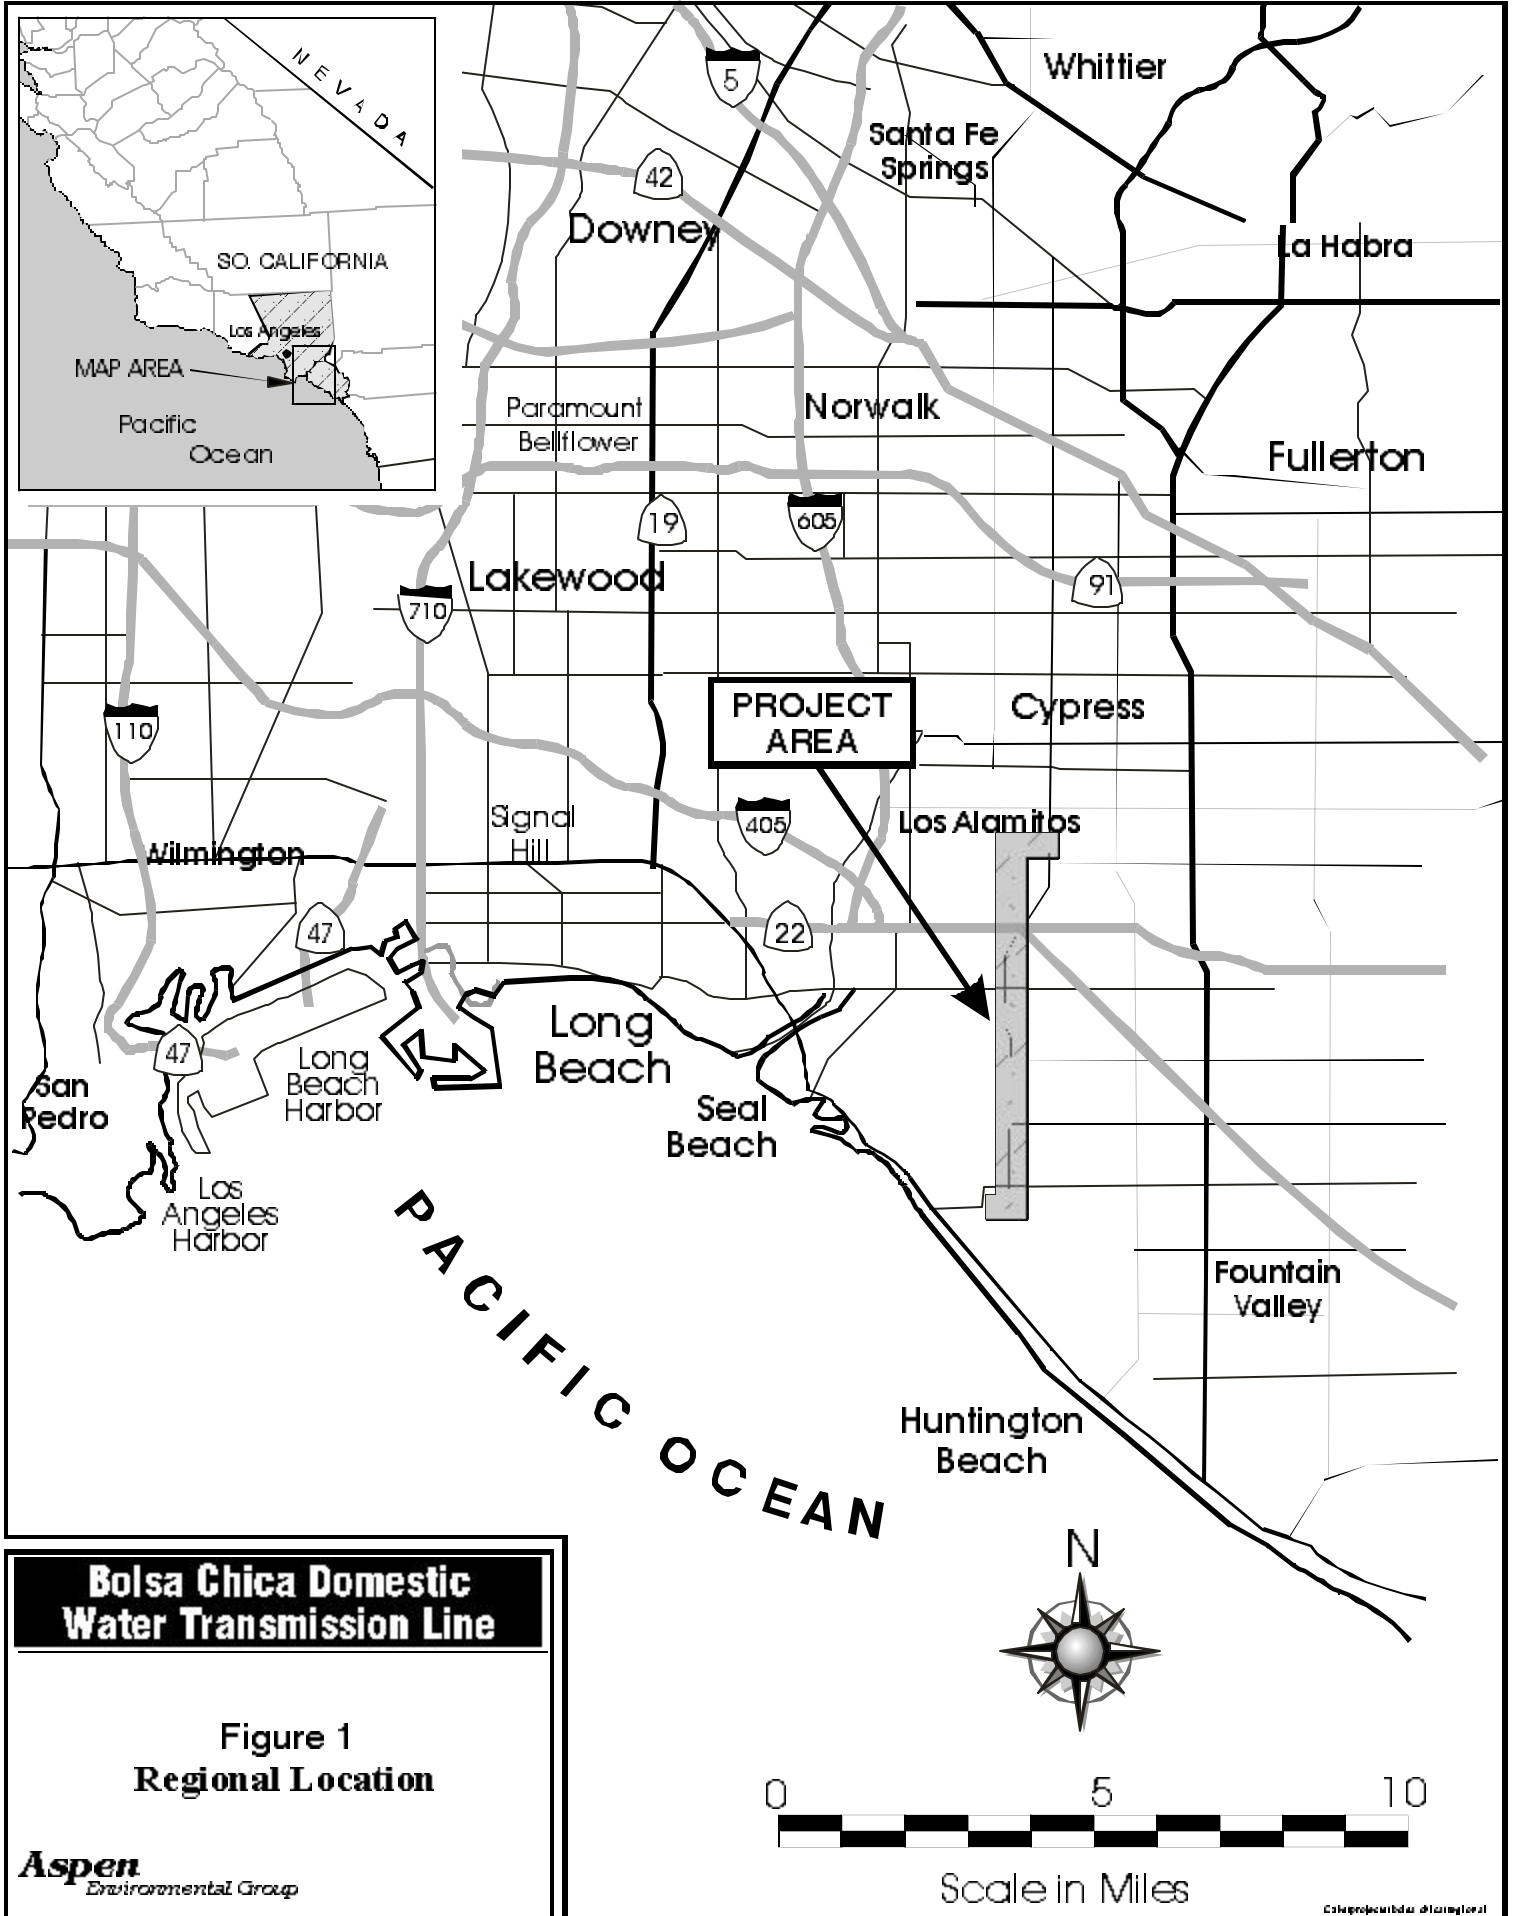 NEVADA
SO. CALIFORNIA
Los Angeles
MAP AREA
Pacific
Ocean
5
Whittier
Santa Fe
Springs
42
Downey
La Habra
Paramount
Bellflower
Norwalk
Fullerton
19
605
Lakewood
91
710
PROJECT
AREA
Cypress
110
Signal
Hill
405
Los Alamitos
Wilmington
47
22
47
Long
Beach
Long
Beach
Harbor
San
Pedro
Seal
Beach
Los
Angeles
Harbor
PACIFIC OCEAN
Fountain
Valley
Huntington
Beach
N
Bolsa Chica Domestic
Water Transmission Line
Figure 1
Regional Location
Aspen
Environmental Group
0 5 10
Scale in Miles